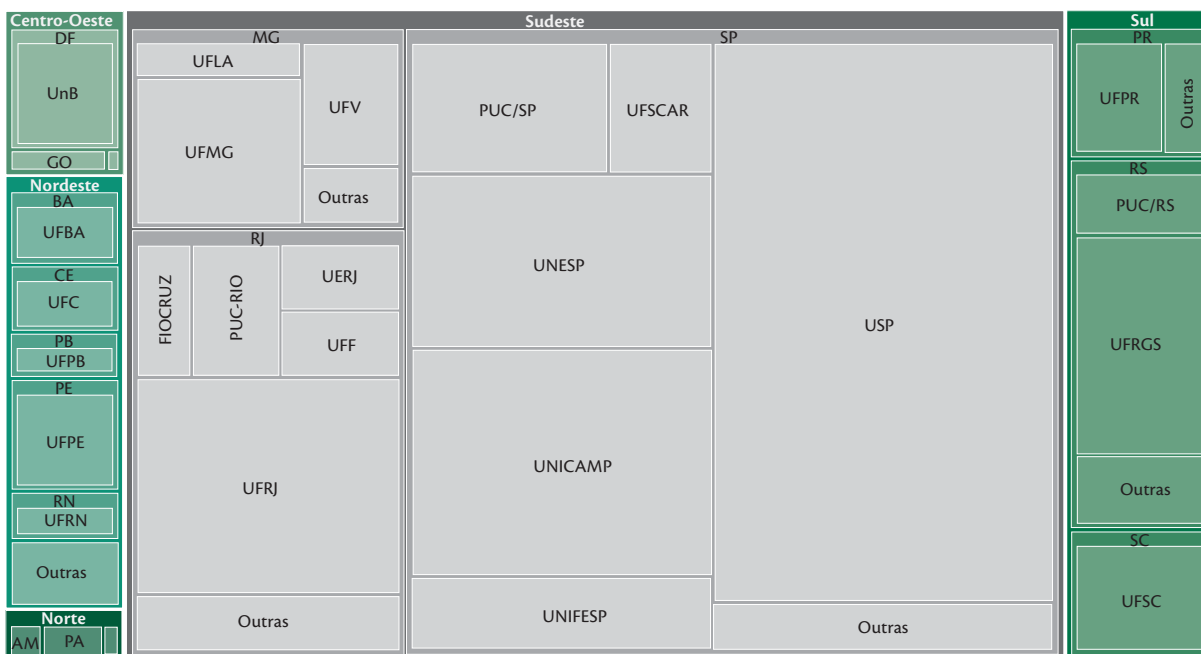 Centro-Oeste
DF
UnB
GO
Nordeste
BA
UFBA
CE
UFC
PB
UFPB
PE
UFPE
RN
UFRN
Outras
Norte
AM
PA
Sudeste
MG
UFLA
UFMG
UFV
Outras
RJ
FIOCRUZ
PUC-RIO
UERJ
UFF
UFRJ
Outras
SP
PUC/SP
UFSCAR
UNESP
UNICAMP
UNIFESP
USP
Outras
Sul
PR
UFPR
Outras
RS
PUC/RS
UFRGS
Outras
SC
UFSC